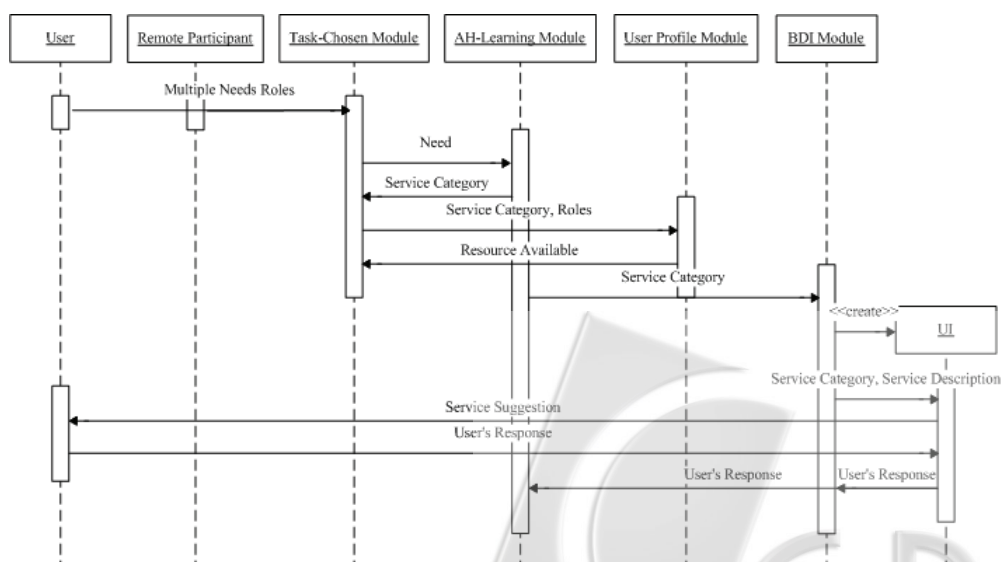 User
Remote Participant
Task-Chosen Module
AH-Learning Module
User Profile Module
BDI Module
Multiple Needs Roles
Need
Service Category
Service Category, Roles
Resource Available
Service Category
<<create>>
UI
Service Category, Service Description
Service Suggestion
User's Response
User's Response
User's Response